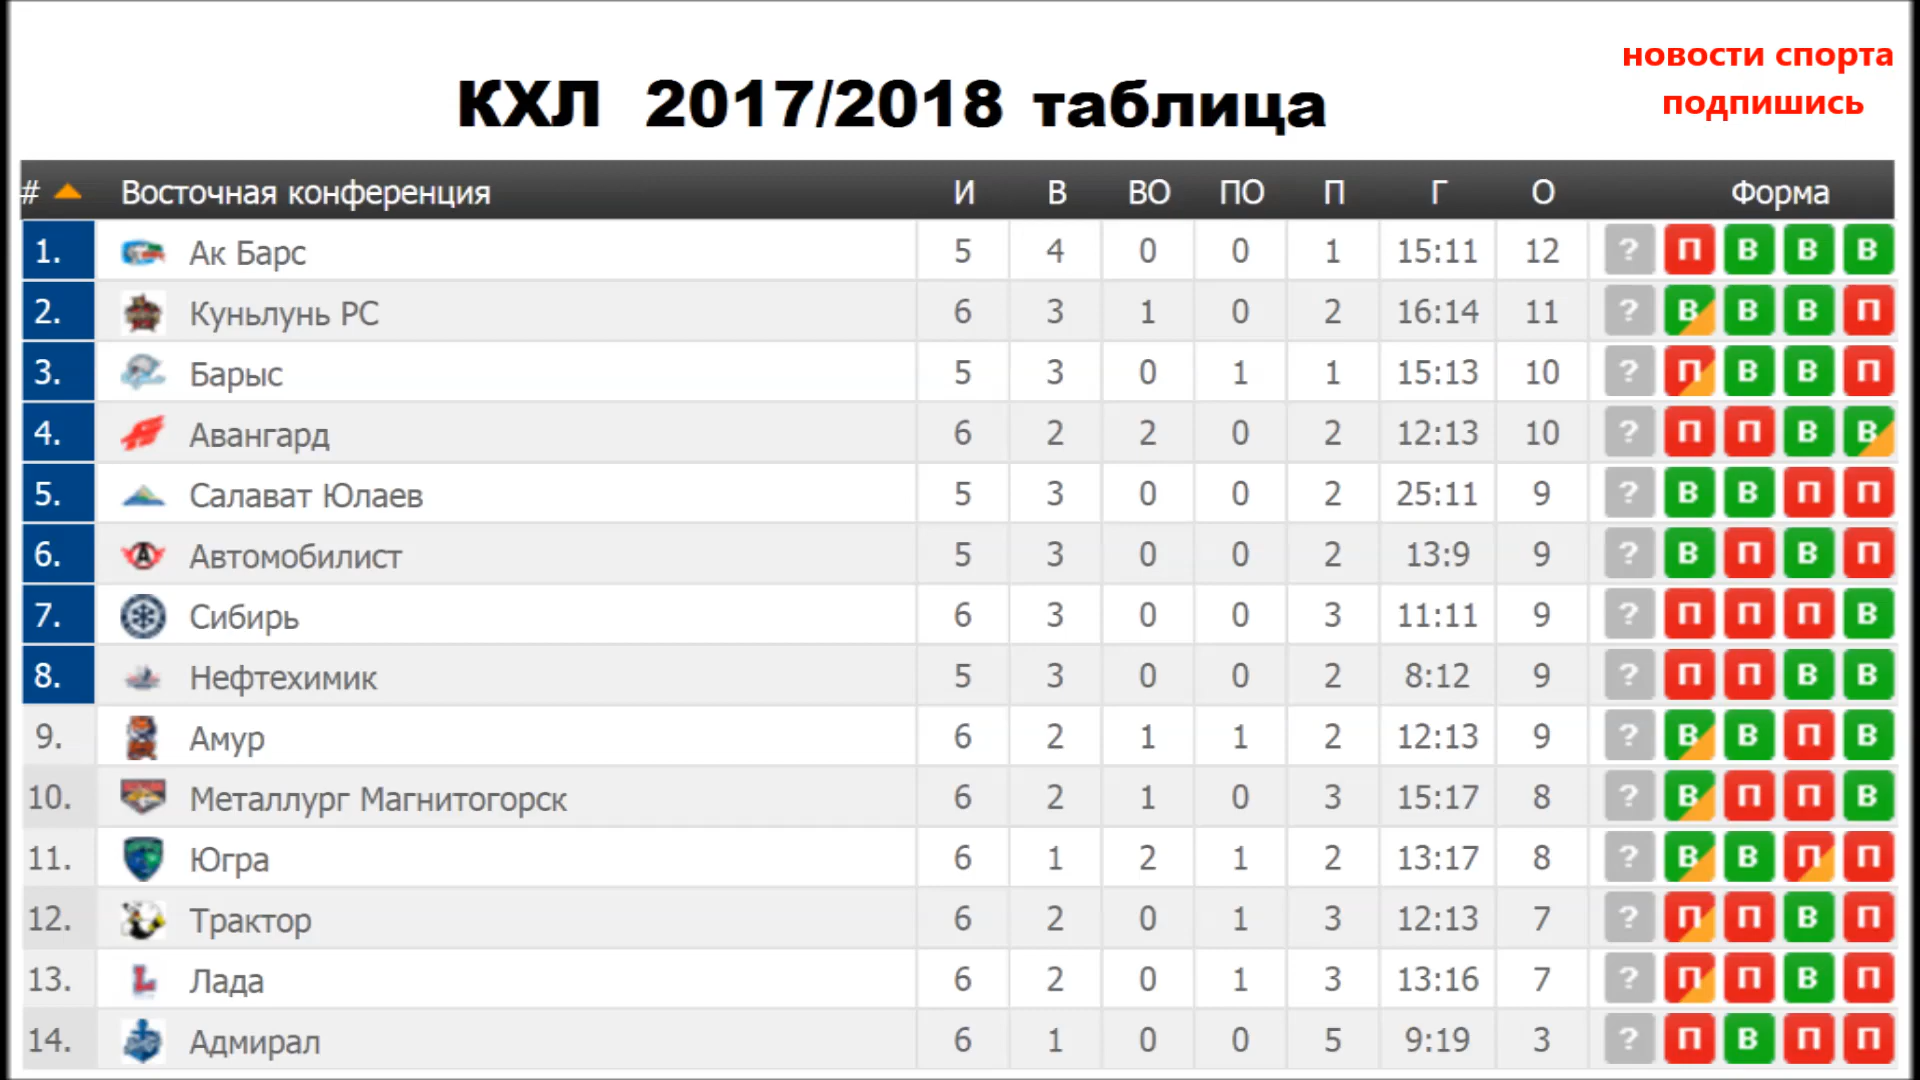 новости спорта
подпишись
КХЛ 2017/2018 таблица
# Восточная конференция И В ВО ПО П Г О Форма
1. Ак Барс 5 4 0 0 1 15:11 12 ? П В В В
2. Куньлунь РС 6 3 1 0 2 16:14 11 ? В В В П
3. Барыс 5 3 0 1 1 15:13 10 ? П В В П
4. Авангард 6 2 2 0 2 12:13 10 ? П П В В
5. Салават Юлаев 5 3 0 0 2 25:11 9 ? В В П П
6. Автомобилист 5 3 0 0 2 13:9 9 ? В П В П
7. Сибирь 6 3 0 0 3 11:11 9 ? П П П В
8. Нефтехимик 5 3 0 0 2 8:12 9 ? П П В В
9. Амур 6 2 1 1 2 12:13 9 ? В В П В
10. Металлург Магнитогорск 6 2 1 0 3 15:17 8 ? В П П В
11. Югра 6 1 2 1 2 13:17 8 ? В В П П
12. Трактор 6 2 0 1 3 12:13 7 ? П П В П
13. Лада 6 2 0 1 3 13:16 7 ? П П В П
14. Адмирал 6 1 0 0 5 9:19 3 ? П В П П